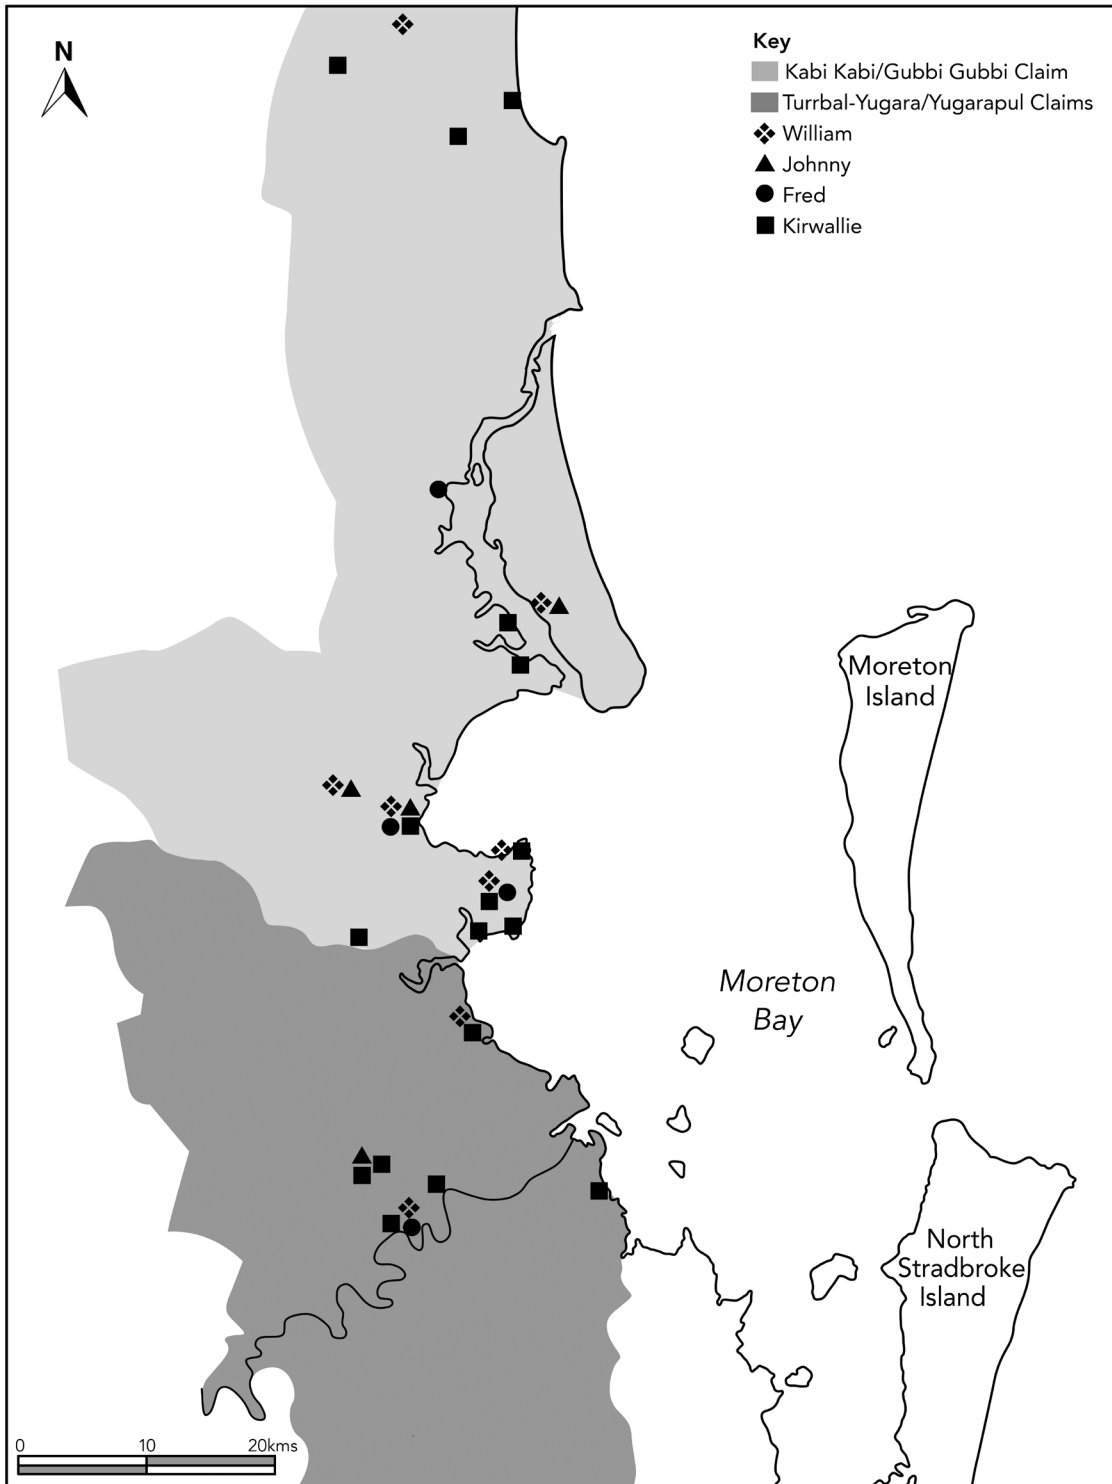 N
Key
Kabi Kabi/Gubbi Gubbi Claim
Turrbal-Yugara/Yugarapul Claims
William
Johnny
Fred
Kirwallie
Moreton
Island
Moreton
Bay
North
Stradbroke
Island
0 10 20kms